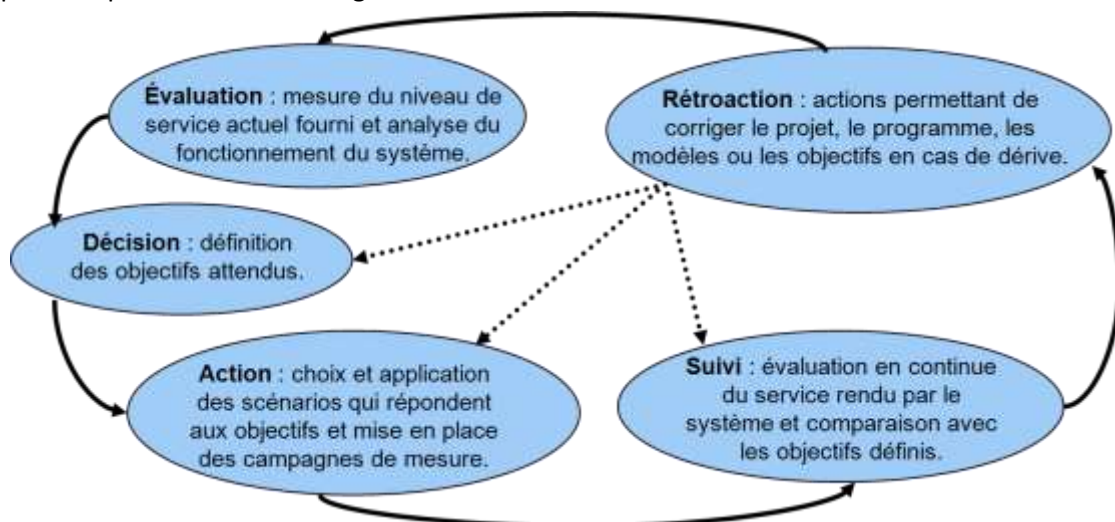 Évaluation : mesure du niveau de
service actuel fourni et analyse du
fonctionnement du système.
Rétroaction : actions permettant de
corriger le projet, le programme, les
modèles ou les objectifs en cas de dérive.
Décision : définition
des objectifs attendus.
Action : choix et application
des scénarios qui répondent
aux objectifs et mise en place
des campagnes de mesure.
Suivi : évaluation en continue
du service rendu par le
système et comparaison avec
les objectifs définis.